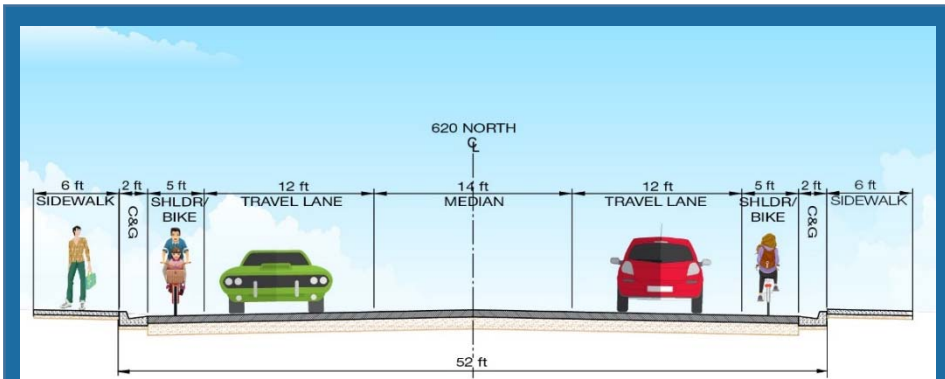 620 NORTH
CL
6 ft 2 ft 5 ft 12 ft 14 ft 12 ft 5 ft 2 ft 6 ft
SIDEWALK C&G SHLDR/ BIKE TRAVEL LANE MEDIAN TRAVEL LANE SHLDR/ BIKE C&G SIDEWALK
52 ft